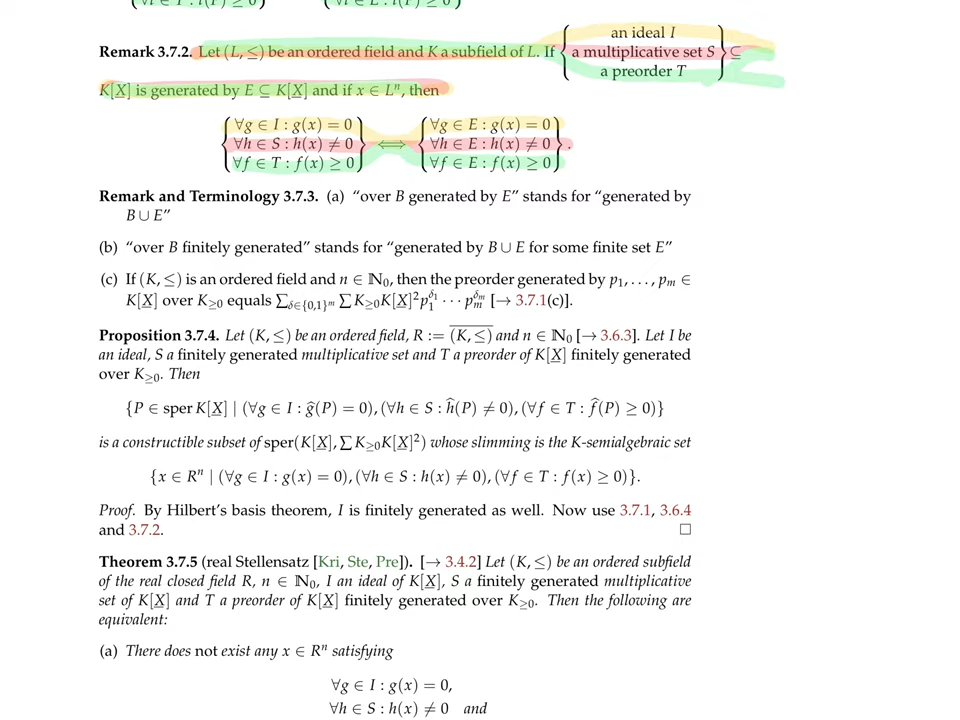 (∀f ∈ T : f̂(P) ≥ 0) (∀f ∈ E : f̂(P) ≥ 0)
Remark 3.7.2. Let (L, ≤) be an ordered field and K a subfield of L. If { an ideal I
a multiplicative set S
a preorder T } ⊆
K[X] is generated by E ⊆ K[X] and if x ∈ Lⁿ, then
{ ∀g ∈ I : g(x) = 0
∀h ∈ S : h(x) ≠ 0
∀f ∈ T : f(x) ≥ 0 } ⟺ { ∀g ∈ E : g(x) = 0
∀h ∈ E : h(x) ≠ 0
∀f ∈ E : f(x) ≥ 0 }.
Remark and Terminology 3.7.3. (a) “over B generated by E” stands for “generated by
B ∪ E”
(b) “over B finitely generated” stands for “generated by B ∪ E for some finite set E”
(c) If (K, ≤) is an ordered field and n ∈ ℕ₀, then the preorder generated by p₁, . . . , pₘ ∈
K[X] over K≥0 equals ∑δ∈{0,1}ᵐ ∑ K≥0K[X]²p₁^δ₁ · · · pₘ^δₘ [→ 3.7.1(c)].
Proposition 3.7.4. Let (K, ≤) be an ordered field, R := \overline{(K, ≤)} and n ∈ ℕ₀ [→ 3.6.3]. Let I be
an ideal, S a finitely generated multiplicative set and T a preorder of K[X] finitely generated
over K≥0. Then
{P ∈ sper K[X] | (∀g ∈ I : ĝ(P) = 0), (∀h ∈ S : ĥ(P) ≠ 0), (∀f ∈ T : f̂(P) ≥ 0)}
is a constructible subset of sper(K[X], ∑ K≥0K[X]²) whose slimming is the K-semialgebraic set
{x ∈ Rⁿ | (∀g ∈ I : g(x) = 0), (∀h ∈ S : h(x) ≠ 0), (∀f ∈ T : f(x) ≥ 0)}.
Proof. By Hilbert’s basis theorem, I is finitely generated as well. Now use 3.7.1, 3.6.4
and 3.7.2. □
Theorem 3.7.5 (real Stellensatz [Kri, Ste, Pre]). [→ 3.4.2] Let (K, ≤) be an ordered subfield
of the real closed field R, n ∈ ℕ₀, I an ideal of K[X], S a finitely generated multiplicative
set of K[X] and T a preorder of K[X] finitely generated over K≥0. Then the following are
equivalent:
(a) There does not exist any x ∈ Rⁿ satisfying
∀g ∈ I : g(x) = 0,
∀h ∈ S : h(x) ≠ 0 and